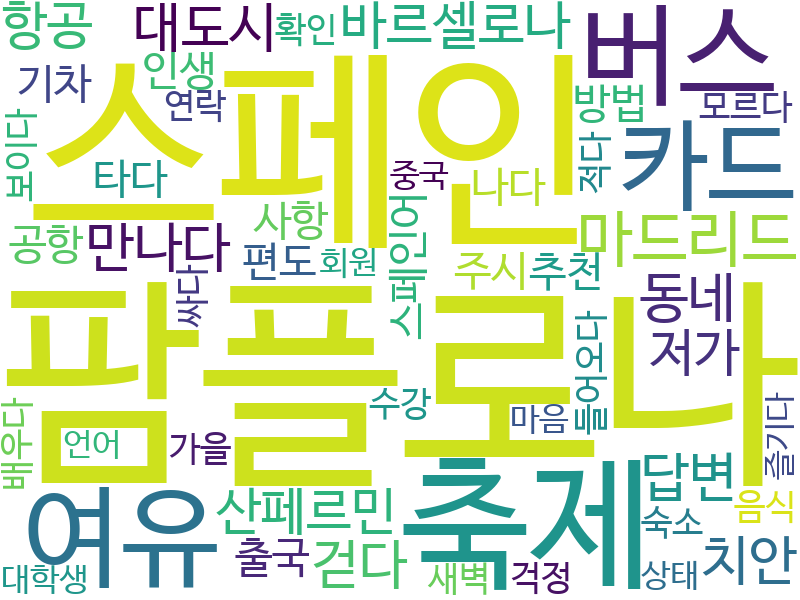 항공
대도시
확인
바르셀로나
버스
기차
인생
연락
스페인
방법
모르다
보이다
타다
중국
나다
적다
카드
공항
만나다
사항
편도
회원
스페인어
주시
추천
마드리드
싸다
동네
저가
팜플로나
들어오다
배우다
언어
가을
수강
마음
즐기다
여유
산페르민
축제
답변
음식
숙소
치안
대학생
출국
걷다
새벽
걱정
상태